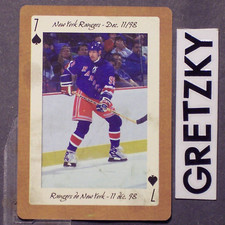 7
New York Rangers - Dec. 11/98
Rangers de New York - 11 déc. 98
7
GRETZKY